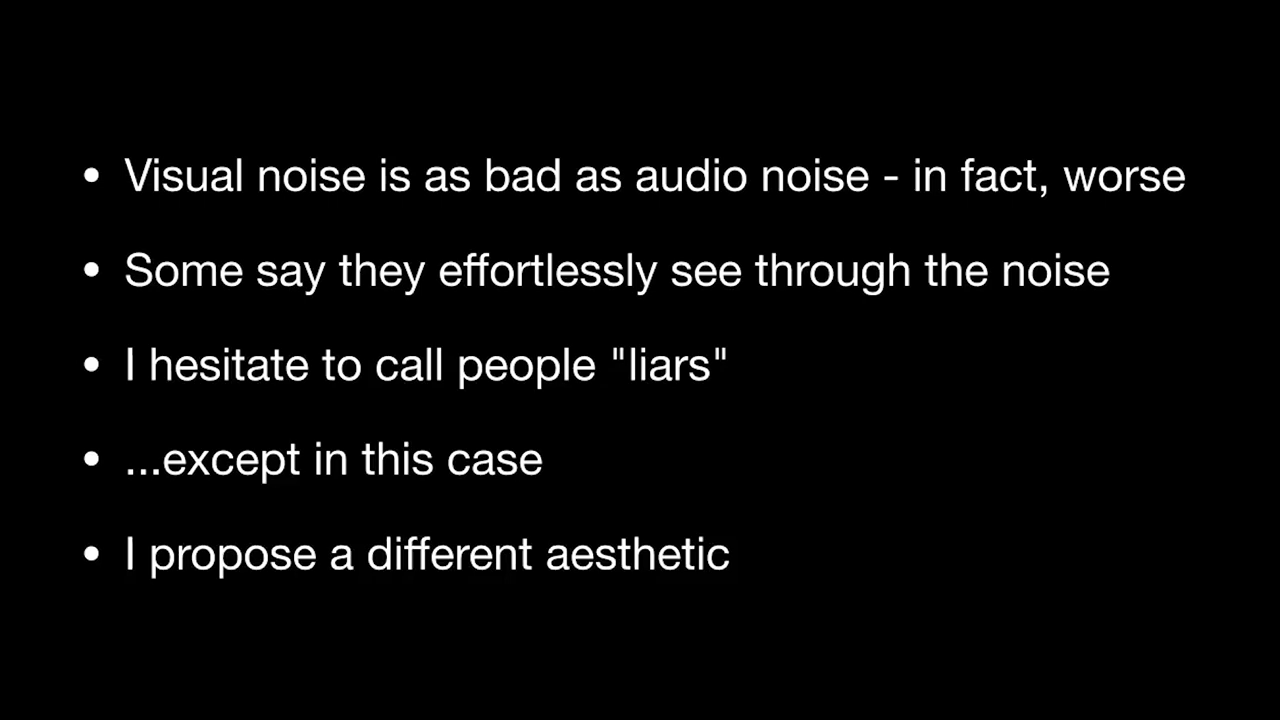 • Visual noise is as bad as audio noise - in fact, worse
• Some say they effortlessly see through the noise
• I hesitate to call people "liars"
• ...except in this case
• I propose a different aesthetic